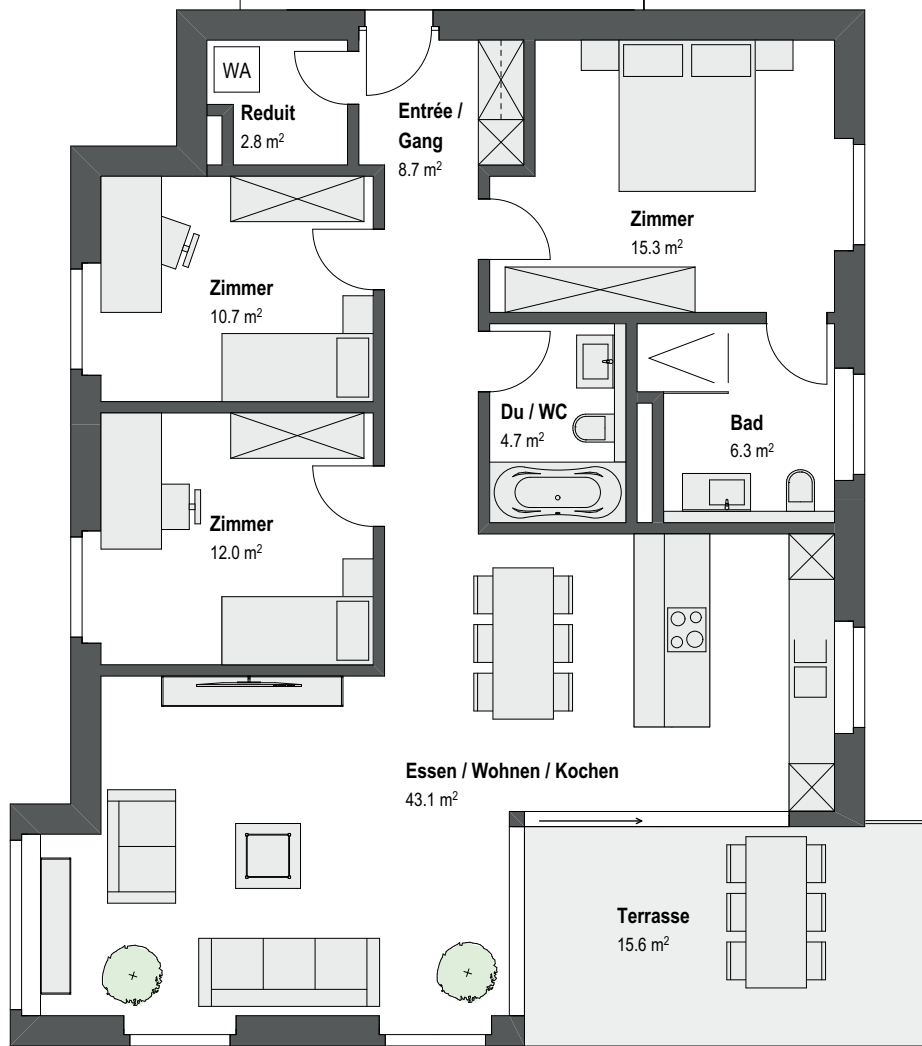 WA
Reduit
2.8 m²
Entrée /
Gang
8.7 m²
Zimmer
15.3 m²
Zimmer
10.7 m²
Du / WC
4.7 m²
Bad
6.3 m²
Zimmer
12.0 m²
Essen / Wohnen / Kochen
43.1 m²
Terrasse
15.6 m²